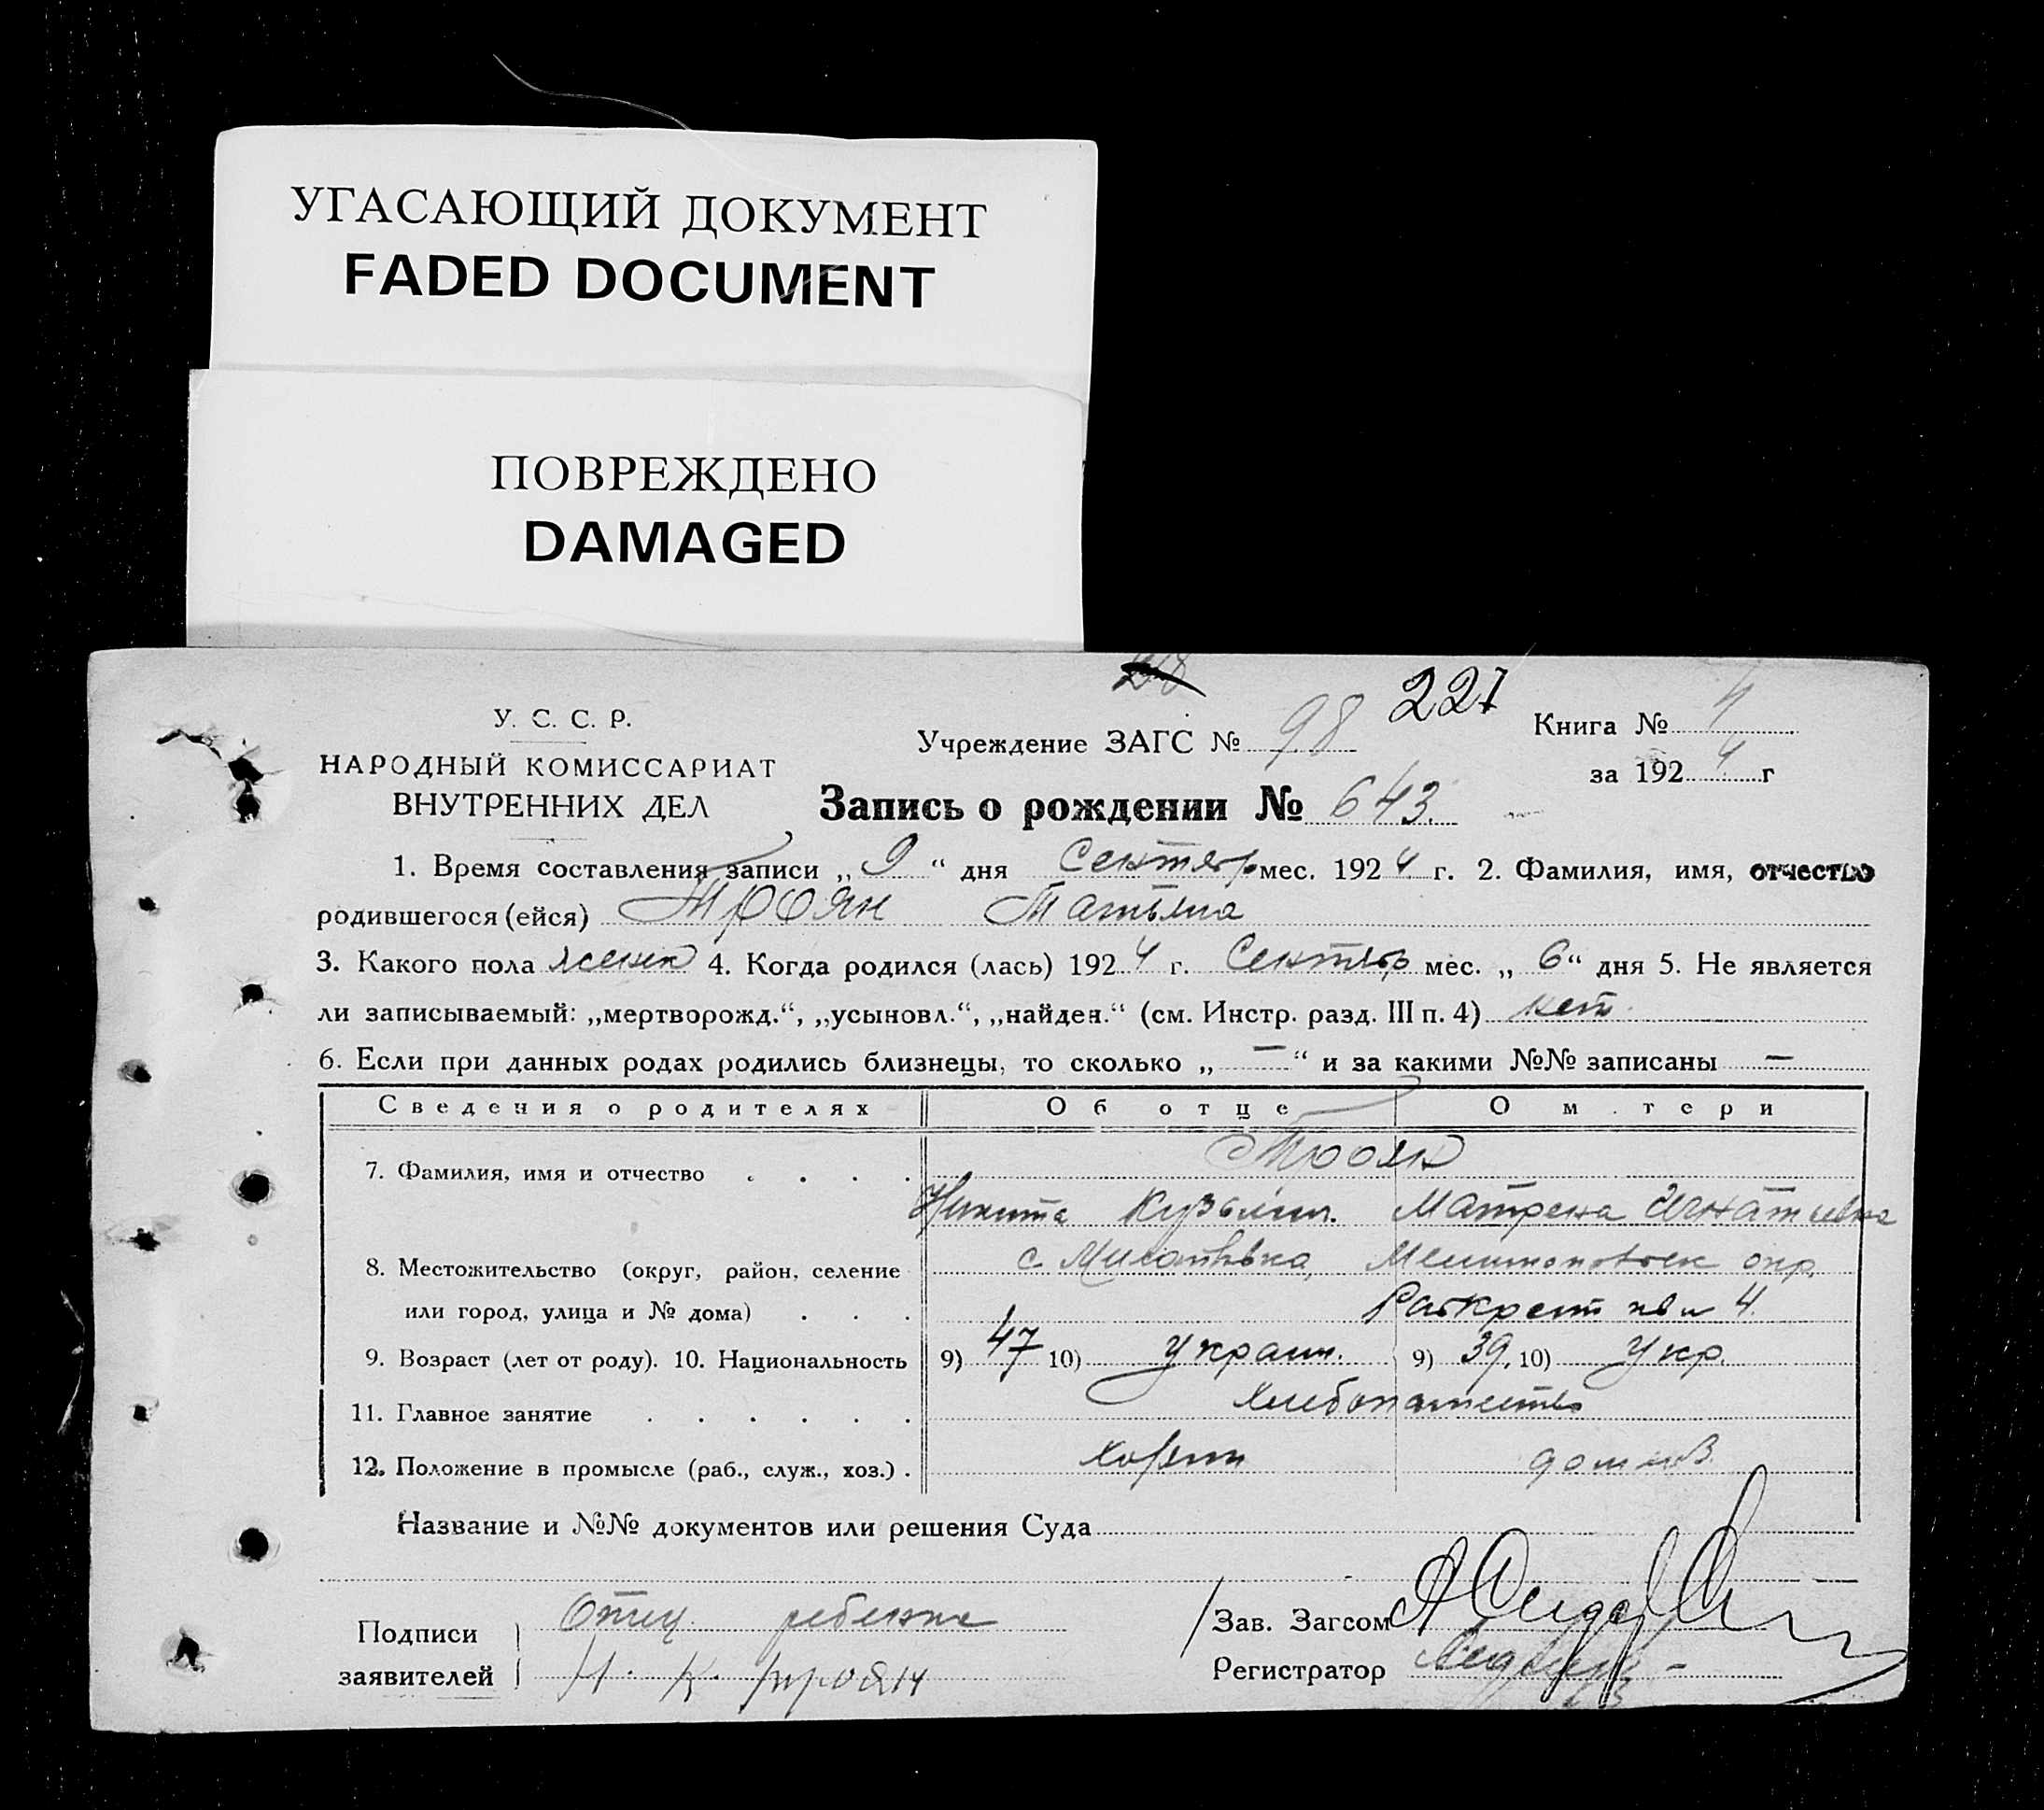 УГАСАЮЩИЙ ДОКУМЕНТ
FADED DOCUMENT
ПОВРЕЖДЕНО
DAMAGED
У. С. С. Р.
НАРОДНЫЙ КОМИССАРИАТ
ВНУТРЕННИХ ДЕЛ
Учреждение ЗАГС № 98
221
Книга № 4
за 1924 г
Запись о рождении № 643.
1. Время составления записи „9“ дня Сентябр мес. 1924 г. 2. Фамилия, имя, отчество
родившегося (ейся) Троян Татьяна
3. Какого пола женск 4. Когда родился (лась) 1924 г. Сентябр мес. „6“ дня 5. Не является
ли записываемый: „мертворожд.“, „усыновл.“, „найден.“ (см. Инстр. разд. III п. 4) нет
6. Если при данных родах родились близнецы, то сколько „—“ и за какими №№ записаны —
Сведения о родителях Об отце О м.тери
Троян
7. Фамилия, имя и отчество . . . .
Никита Кузьмич. Матрена Игнатьевна
8. Местожительство (округ, район, селение с. окр.
или город, улица и № дома) . . . 4.
9. Возраст (лет от роду). 10. Национальность 9) 47 10) Украин. 9) 39. 10) Укр.
11. Главное занятие . . . . . . Хлебопашество
12. Положение в промысле (раб., служ., хоз.) . хозяин
Название и №№ документов или решения Суда
Подписи Отец ребенка
заявителей Н. К. Троян
Зав. Загсом
Регистратор